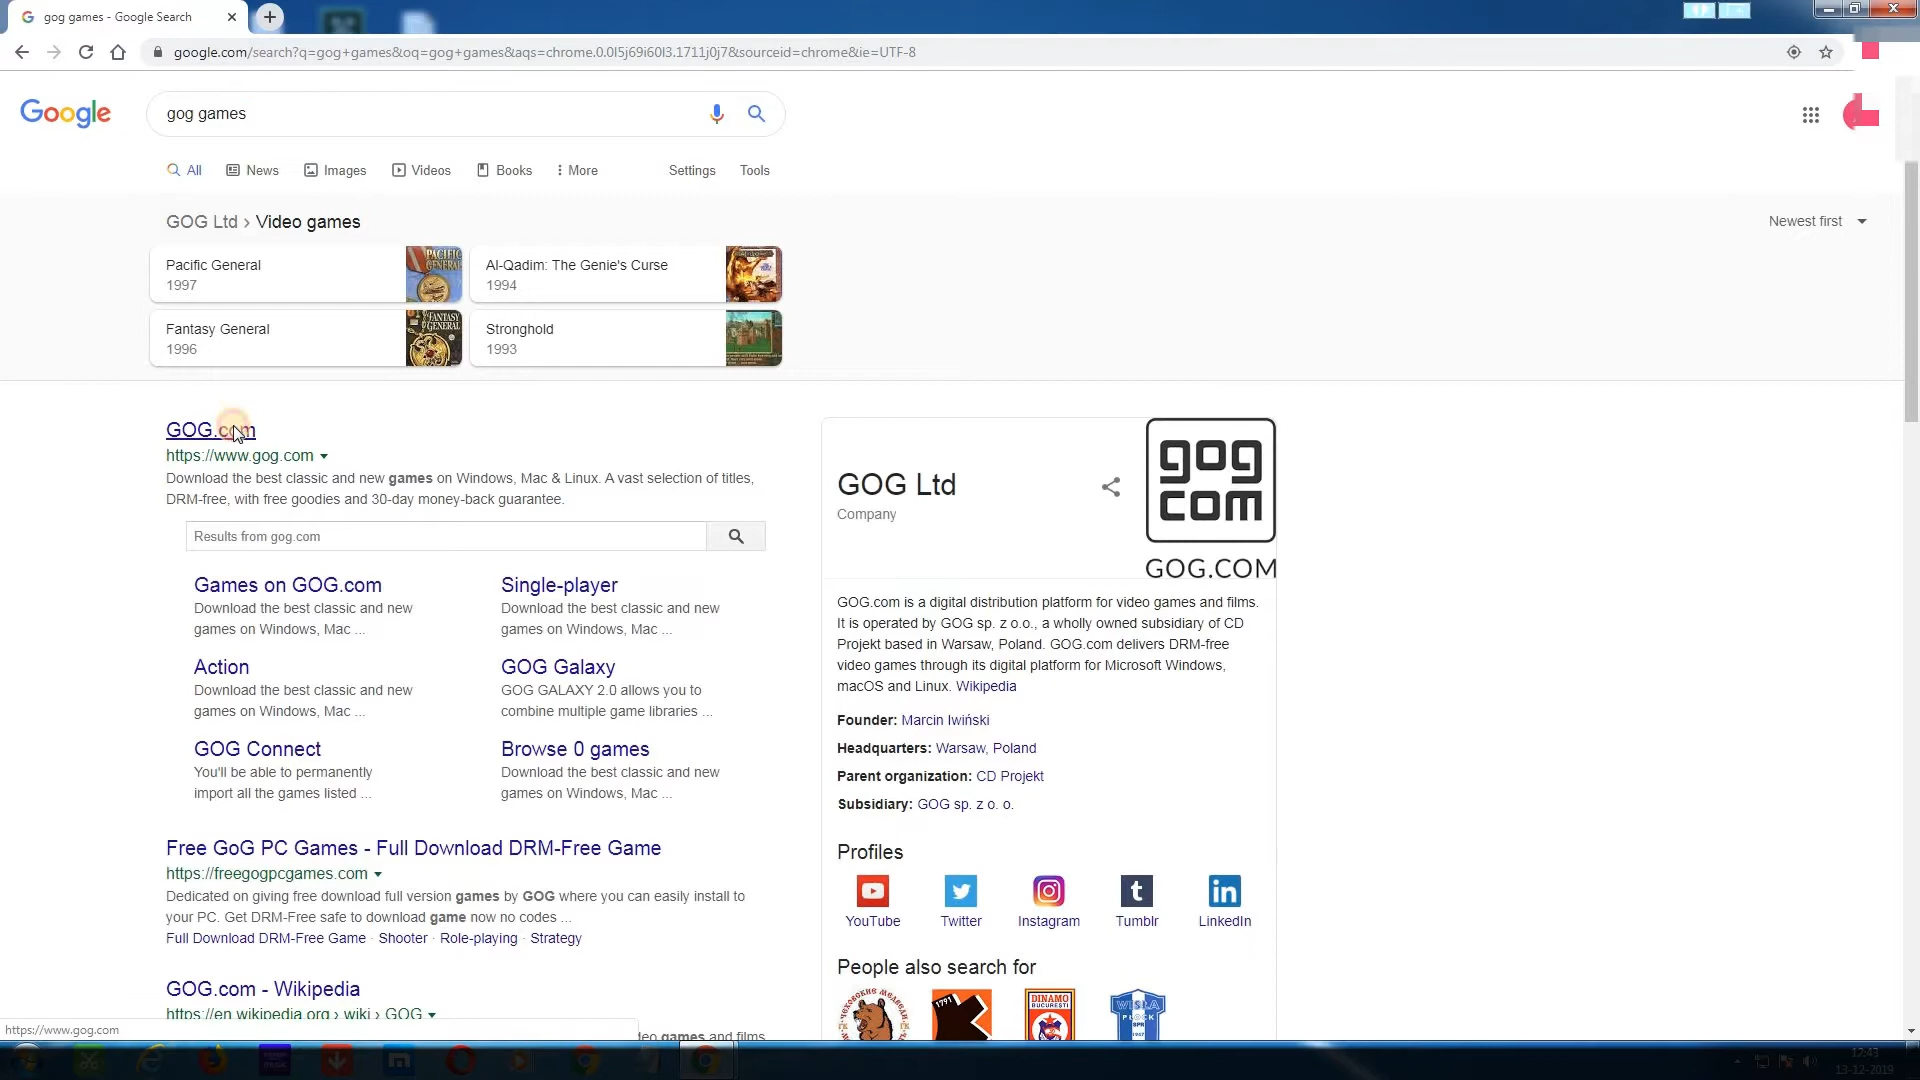 gog games - Google Search
google.com/search?q=gog+games&oq=gog+games&aqs=chrome.0.0l5j69i60l3.1711j0j7&sourceid=chrome&ie=UTF-8
Google
gog games
All News Images Videos Books More Settings Tools
GOG Ltd › Video games
Newest first
Pacific General
1997
Al-Qadim: The Genie's Curse
1994
Fantasy General
1996
Stronghold
1993
GOG.com
https://www.gog.com
Download the best classic and new games on Windows, Mac & Linux. A vast selection of titles,
DRM-free, with free goodies and 30-day money-back guarantee.
Results from gog.com
Games on GOG.com
Download the best classic and new
games on Windows, Mac ...
Single-player
Download the best classic and new
games on Windows, Mac ...
Action
Download the best classic and new
games on Windows, Mac ...
GOG Galaxy
GOG GALAXY 2.0 allows you to
combine multiple game libraries ...
GOG Connect
You'll be able to permanently
import all the games listed ...
Browse 0 games
Download the best classic and new
games on Windows, Mac ...
Free GoG PC Games - Full Download DRM-Free Game
https://freegogpcgames.com
Dedicated on giving free download full version games by GOG where you can easily install to
your PC. Get DRM-Free safe to download game now no codes ...
Full Download DRM-Free Game · Shooter · Role-playing · Strategy
GOG.com - Wikipedia
https://en.wikipedia.org › wiki › GOG
games and films
https://www.gog.com
GOG Ltd
Company
gog
com
GOG.COM
GOG.com is a digital distribution platform for video games and films.
It is operated by GOG sp. z o.o., a wholly owned subsidiary of CD
Projekt based in Warsaw, Poland. GOG.com delivers DRM-free
video games through its digital platform for Microsoft Windows,
macOS and Linux. Wikipedia
Founder: Marcin Iwiński
Headquarters: Warsaw, Poland
Parent organization: CD Projekt
Subsidiary: GOG sp. z o. o.
Profiles
YouTube Twitter Instagram Tumblr LinkedIn
People also search for
1791
DINAMO
WISŁA
12:43
13-12-2019